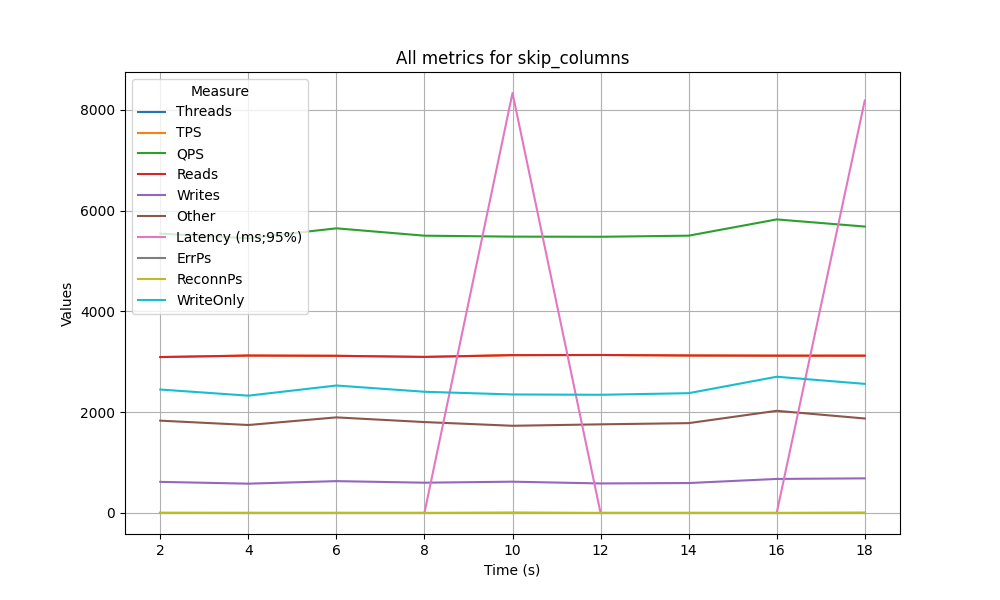 All metrics for skip_columns
Values
8000
6000
4000
2000
0
Measure
Threads
TPS
QPS
Reads
Writes
Other
Latency (ms;95%)
ErrPs
ReconnPs
WriteOnly
2 4 6 8 10 12 14 16 18
Time (s)